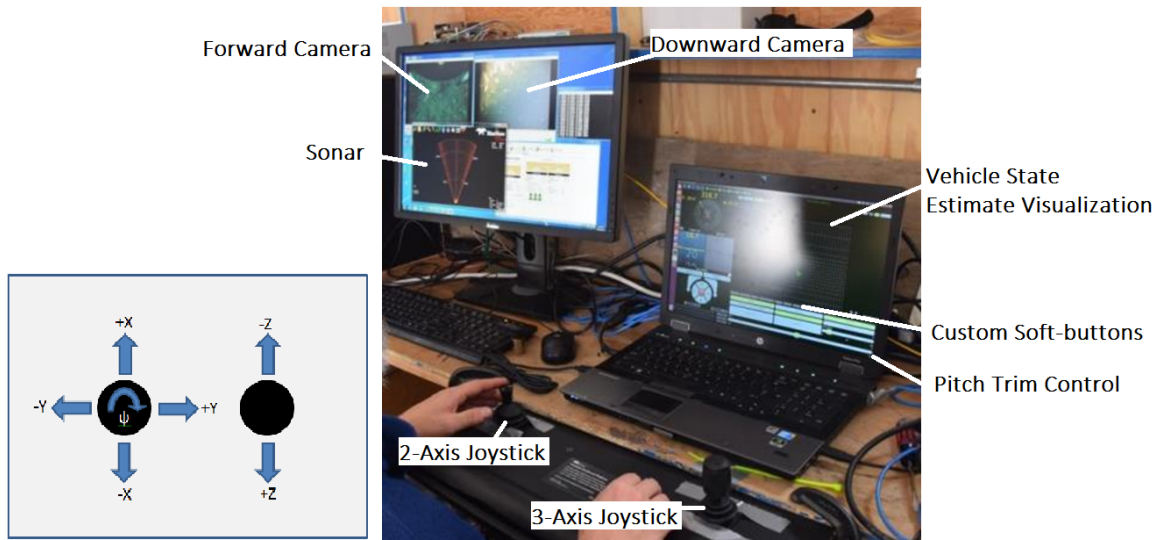 Forward Camera
Downward Camera
Sonar
Vehicle State
Estimate Visualization
Custom Soft-buttons
Pitch Trim Control
2-Axis Joystick
3-Axis Joystick
+X
-Z
-Y
ψ
+Y
-X
+Z